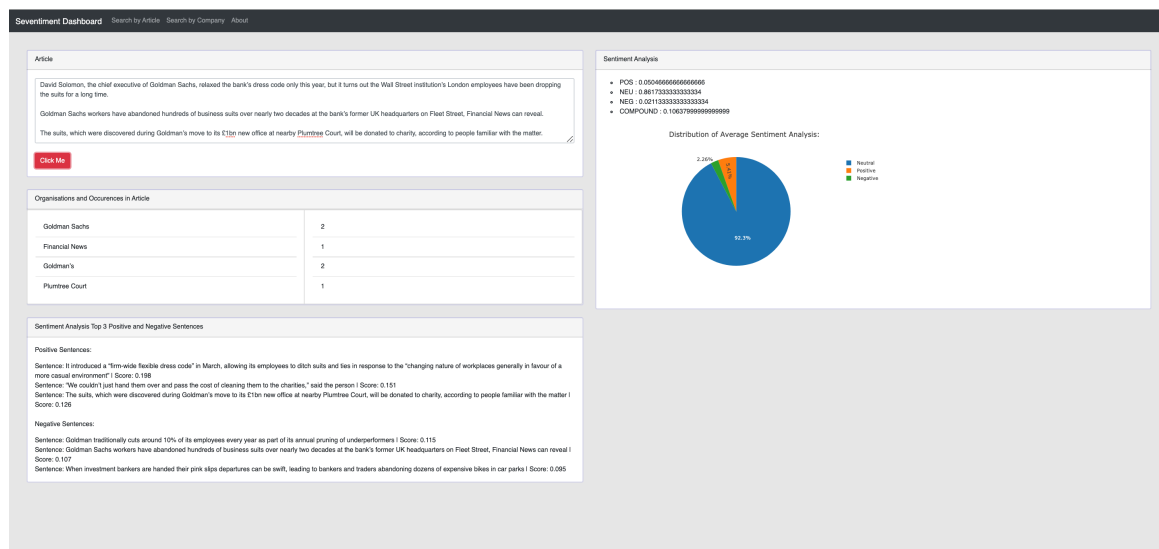 Seventiment Dashboard Search by Article Search by Company About
Article
David Solomon, the chief executive of Goldman Sachs, relaxed the bank's dress code only this year, but it turns out the Wall Street institution's London employees have been dropping
the suits for a long time.
Goldman Sachs workers have abandoned hundreds of business suits over nearly two decades at the bank's former UK headquarters on Fleet Street, Financial News can reveal.
The suits, which were discovered during Goldman's move to its £1bn new office at nearby Plumtree Court, will be donated to charity, according to people familiar with the matter.
Click Me
Organisations and Occurences in Article
Goldman Sachs 2
Financial News 1
Goldman's 2
Plumtree Court 1
Sentiment Analysis Top 3 Positive and Negative Sentences
Positive Sentences:
Sentence: It introduced a "firm-wide flexible dress code" in March, allowing its employees to ditch suits and ties in response to the "changing nature of workplaces generally in favour of a
more casual environment" | Score: 0.198
Sentence: "We couldn't just hand them over and pass the cost of cleaning them to the charities," said the person | Score: 0.151
Sentence: The suits, which were discovered during Goldman's move to its £1bn new office at nearby Plumtree Court, will be donated to charity, according to people familiar with the matter |
Score: 0.126
Negative Sentences:
Sentence: Goldman traditionally cuts around 10% of its employees every year as part of its annual pruning of underperformers | Score: 0.115
Sentence: Goldman Sachs workers have abandoned hundreds of business suits over nearly two decades at the bank's former UK headquarters on Fleet Street, Financial News can reveal |
Score: 0.107
Sentence: When investment bankers are handed their pink slips departures can be swift, leading to bankers and traders abandoning dozens of expensive bikes in car parks | Score: 0.095
Sentiment Analysis
POS : 0.05046666666666666
NEU : 0.8617333333333334
NEG : 0.021133333333333334
COMPOUND : 0.10637999999999999
Distribution of Average Sentiment Analysis:
2.26%
5.41%
92.3%
Neutral
Positive
Negative